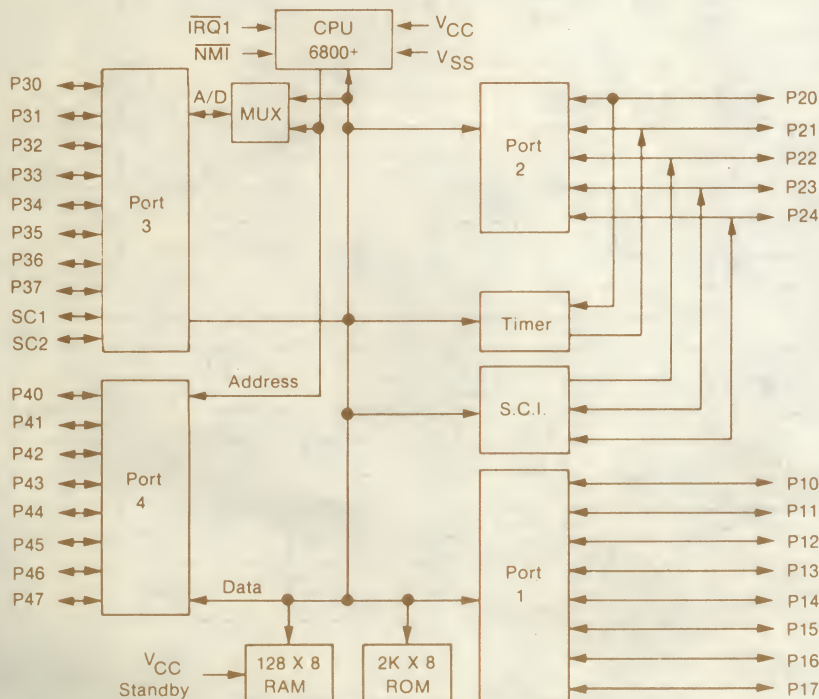 IRQ1
NMI
CPU
6800+
VCC
VSS
P30
P31
P32
P33
P34
P35
P36
P37
SC1
SC2
A/D
MUX
Port
3
Port
2
P20
P21
P22
P23
P24
Timer
S.C.I.
Address
P40
P41
P42
P43
P44
P45
P46
P47
Port
4
Data
Port
1
P10
P11
P12
P13
P14
P15
P16
P17
VCC
Standby
128 X 8
RAM
2K X 8
ROM